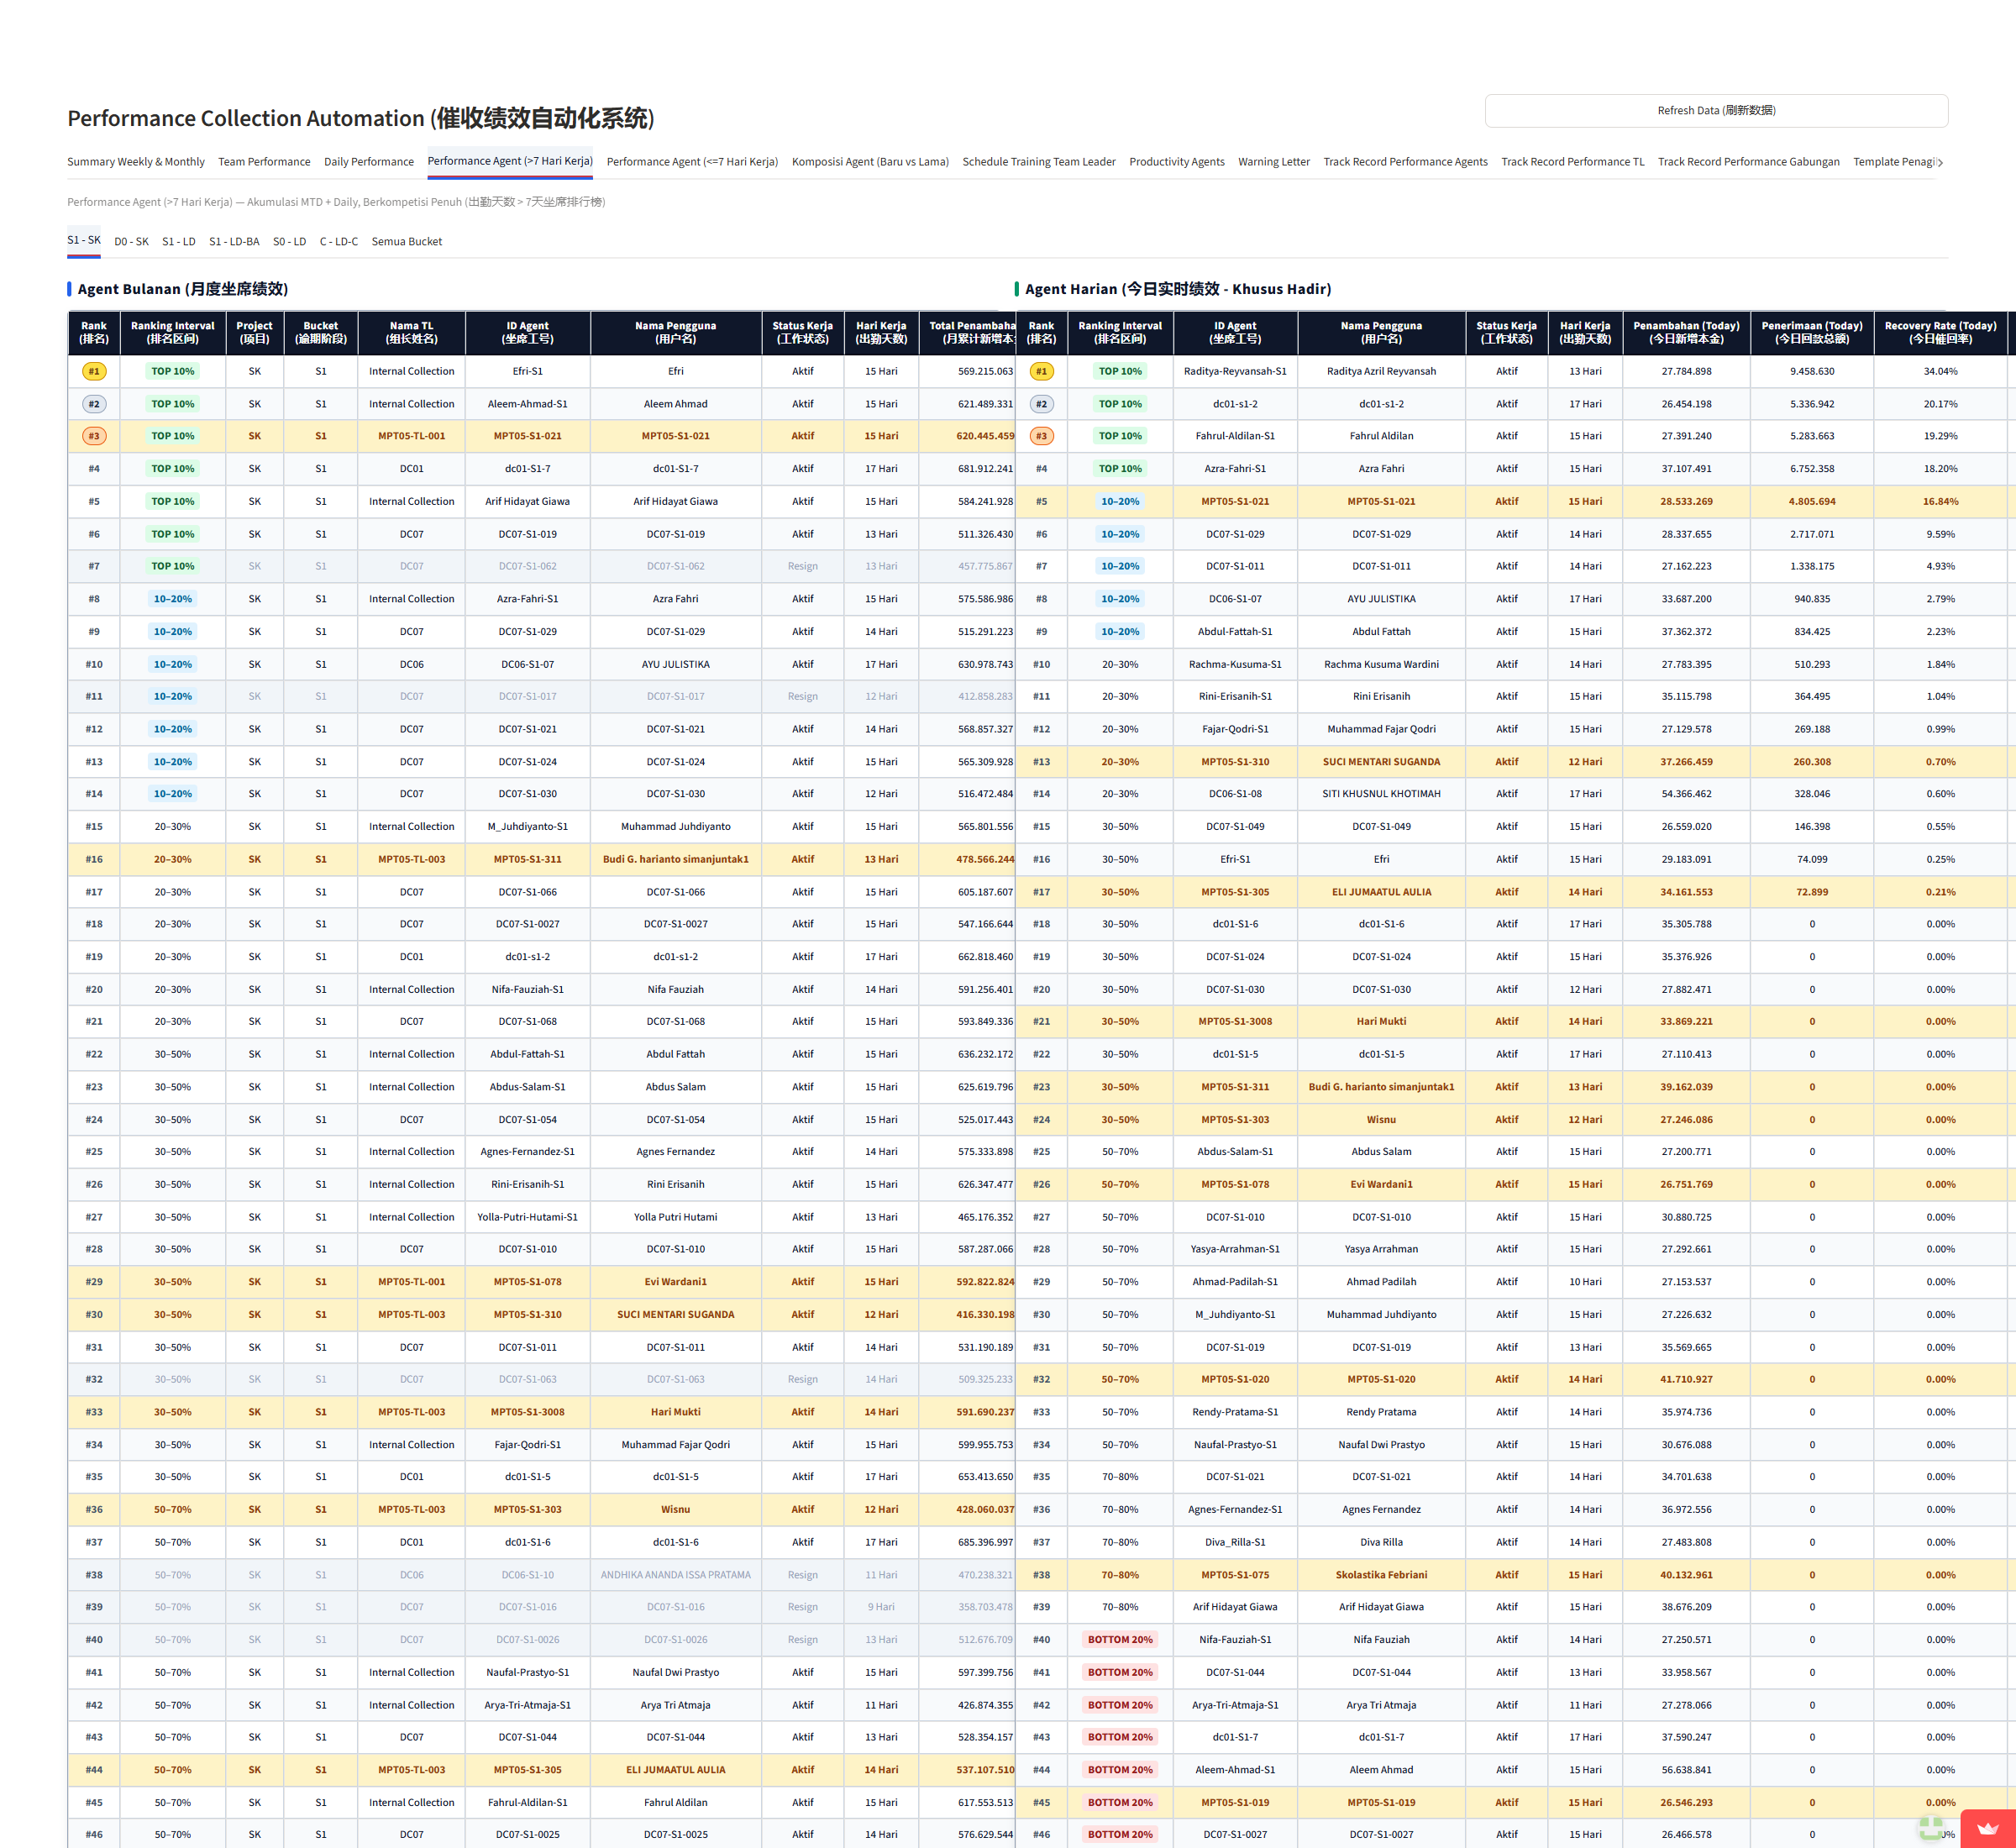 Performance Collection Automation (催收绩效自动化系统)
Refresh Data (刷新数据)
Summary Weekly & Monthly Team Performance Daily Performance Performance Agent (>7 Hari Kerja) Performance Agent (<=7 Hari Kerja) Komposisi Agent (Baru vs Lama) Schedule Training Team Leader Productivity Agents Warning Letter Track Record Performance Agents Track Record Performance TL Track Record Performance Gabungan Template Penagi
Performance Agent (>7 Hari Kerja) — Akumulasi MTD + Daily, Berkompetisi Penuh (出勤天数 > 7天坐席排行榜)
S1 - SK D0 - SK S1 - LD S1 - LD-BA S0 - LD C - LD-C Semua Bucket
Agent Bulanan (月度坐席绩效)
Rank Ranking Interval Project Bucket Nama TL ID Agent Nama Pengguna Status Kerja Hari Kerja Total Penambaha
(排名) (排名区间) (项目) (逾期阶段) (组长姓名) (坐席工号) (用户名) (工作状态) (出勤天数) (月累计新增本
#1 TOP 10% SK S1 Internal Collection Efri-S1 Efri Aktif 15 Hari 569.215.063
#2 TOP 10% SK S1 Internal Collection Aleem-Ahmad-S1 Aleem Ahmad Aktif 15 Hari 621.489.331
#3 TOP 10% SK S1 MPT05-TL-001 MPT05-S1-021 MPT05-S1-021 Aktif 15 Hari 620.445.459
#4 TOP 10% SK S1 DC01 dc01-S1-7 dc01-S1-7 Aktif 17 Hari 681.912.241
#5 TOP 10% SK S1 Internal Collection Arif Hidayat Giawa Arif Hidayat Giawa Aktif 15 Hari 584.241.928
#6 TOP 10% SK S1 DC07 DC07-S1-019 DC07-S1-019 Aktif 13 Hari 511.326.430
#7 TOP 10% SK S1 DC07 DC07-S1-062 DC07-S1-062 Resign 13 Hari 457.775.867
#8 10–20% SK S1 Internal Collection Azra-Fahri-S1 Azra Fahri Aktif 15 Hari 575.586.986
#9 10–20% SK S1 DC07 DC07-S1-029 DC07-S1-029 Aktif 14 Hari 515.291.223
#10 10–20% SK S1 DC06 DC06-S1-07 AYU JULISTIKA Aktif 17 Hari 630.978.743
#11 10–20% SK S1 DC07 DC07-S1-017 DC07-S1-017 Resign 12 Hari 412.858.283
#12 10–20% SK S1 DC07 DC07-S1-021 DC07-S1-021 Aktif 14 Hari 568.857.327
#13 10–20% SK S1 DC07 DC07-S1-024 DC07-S1-024 Aktif 15 Hari 565.309.928
#14 10–20% SK S1 DC07 DC07-S1-030 DC07-S1-030 Aktif 12 Hari 516.472.484
#15 20–30% SK S1 Internal Collection M_Juhdiyanto-S1 Muhammad Juhdiyanto Aktif 15 Hari 565.801.556
#16 20–30% SK S1 MPT05-TL-003 MPT05-S1-311 Budi G. harianto simanjuntak1 Aktif 13 Hari 478.566.244
#17 20–30% SK S1 DC07 DC07-S1-066 DC07-S1-066 Aktif 15 Hari 605.187.607
#18 20–30% SK S1 DC07 DC07-S1-0027 DC07-S1-0027 Aktif 15 Hari 547.166.644
#19 20–30% SK S1 DC01 dc01-s1-2 dc01-s1-2 Aktif 17 Hari 662.818.460
#20 20–30% SK S1 Internal Collection Nifa-Fauziah-S1 Nifa Fauziah Aktif 14 Hari 591.256.401
#21 20–30% SK S1 DC07 DC07-S1-068 DC07-S1-068 Aktif 15 Hari 593.849.336
#22 30–50% SK S1 Internal Collection Abdul-Fattah-S1 Abdul Fattah Aktif 15 Hari 636.232.172
#23 30–50% SK S1 Internal Collection Abdus-Salam-S1 Abdus Salam Aktif 15 Hari 625.619.796
#24 30–50% SK S1 DC07 DC07-S1-054 DC07-S1-054 Aktif 15 Hari 525.017.443
#25 30–50% SK S1 Internal Collection Agnes-Fernandez-S1 Agnes Fernandez Aktif 14 Hari 575.333.898
#26 30–50% SK S1 Internal Collection Rini-Erisanih-S1 Rini Erisanih Aktif 15 Hari 626.347.477
#27 30–50% SK S1 Internal Collection Yolla-Putri-Hutami-S1 Yolla Putri Hutami Aktif 13 Hari 465.176.352
#28 30–50% SK S1 DC07 DC07-S1-010 DC07-S1-010 Aktif 15 Hari 587.287.066
#29 30–50% SK S1 MPT05-TL-001 MPT05-S1-078 Evi Wardani1 Aktif 15 Hari 592.822.824
#30 30–50% SK S1 MPT05-TL-003 MPT05-S1-310 SUCI MENTARI SUGANDA Aktif 12 Hari 416.330.198
#31 30–50% SK S1 DC07 DC07-S1-011 DC07-S1-011 Aktif 14 Hari 531.190.189
#32 30–50% SK S1 DC07 DC07-S1-063 DC07-S1-063 Resign 14 Hari 509.325.233
#33 30–50% SK S1 MPT05-TL-003 MPT05-S1-3008 Hari Mukti Aktif 14 Hari 591.690.237
#34 30–50% SK S1 Internal Collection Fajar-Qodri-S1 Muhammad Fajar Qodri Aktif 15 Hari 599.955.753
#35 30–50% SK S1 DC01 dc01-S1-5 dc01-S1-5 Aktif 17 Hari 653.413.650
#36 50–70% SK S1 MPT05-TL-003 MPT05-S1-303 Wisnu Aktif 12 Hari 428.060.037
#37 50–70% SK S1 DC01 dc01-S1-6 dc01-S1-6 Aktif 17 Hari 685.396.997
#38 50–70% SK S1 DC06 DC06-S1-10 ANDHIKA ANANDA ISSA PRATAMA Resign 11 Hari 470.238.321
#39 50–70% SK S1 DC07 DC07-S1-016 DC07-S1-016 Resign 9 Hari 358.703.478
#40 50–70% SK S1 DC07 DC07-S1-0026 DC07-S1-0026 Resign 13 Hari 512.676.709
#41 50–70% SK S1 Internal Collection Naufal-Prastyo-S1 Naufal Dwi Prastyo Aktif 15 Hari 597.399.756
#42 50–70% SK S1 Internal Collection Arya-Tri-Atmaja-S1 Arya Tri Atmaja Aktif 11 Hari 426.874.355
#43 50–70% SK S1 DC07 DC07-S1-044 DC07-S1-044 Aktif 13 Hari 528.354.157
#44 50–70% SK S1 MPT05-TL-003 MPT05-S1-305 ELI JUMAATUL AULIA Aktif 14 Hari 537.107.510
#45 50–70% SK S1 Internal Collection Fahrul-Aldilan-S1 Fahrul Aldilan Aktif 15 Hari 617.553.513
#46 50–70% SK S1 DC07 DC07-S1-0025 DC07-S1-0025 Aktif 14 Hari 576.629.544
Agent Harian (今日实时绩效 - Khusus Hadir)
Rank Ranking Interval ID Agent Nama Pengguna Status Kerja Hari Kerja Penambahan (Today) Penerimaan (Today) Recovery Rate (Today)
(排名) (排名区间) (坐席工号) (用户名) (工作状态) (出勤天数) (今日新增本金) (今日回款总额) (今日催回率)
#1 TOP 10% Raditya-Reyvansah-S1 Raditya Azril Reyvansah Aktif 13 Hari 27.784.898 9.458.630 34.04%
#2 TOP 10% dc01-s1-2 dc01-s1-2 Aktif 17 Hari 26.454.198 5.336.942 20.17%
#3 TOP 10% Fahrul-Aldilan-S1 Fahrul Aldilan Aktif 15 Hari 27.391.240 5.283.663 19.29%
#4 TOP 10% Azra-Fahri-S1 Azra Fahri Aktif 15 Hari 37.107.491 6.752.358 18.20%
#5 10–20% MPT05-S1-021 MPT05-S1-021 Aktif 15 Hari 28.533.269 4.805.694 16.84%
#6 10–20% DC07-S1-029 DC07-S1-029 Aktif 14 Hari 28.337.655 2.717.071 9.59%
#7 10–20% DC07-S1-011 DC07-S1-011 Aktif 14 Hari 27.162.223 1.338.175 4.93%
#8 10–20% DC06-S1-07 AYU JULISTIKA Aktif 17 Hari 33.687.200 940.835 2.79%
#9 10–20% Abdul-Fattah-S1 Abdul Fattah Aktif 15 Hari 37.362.372 834.425 2.23%
#10 20–30% Rachma-Kusuma-S1 Rachma Kusuma Wardini Aktif 14 Hari 27.783.395 510.293 1.84%
#11 20–30% Rini-Erisanih-S1 Rini Erisanih Aktif 15 Hari 35.115.798 364.495 1.04%
#12 20–30% Fajar-Qodri-S1 Muhammad Fajar Qodri Aktif 15 Hari 27.129.578 269.188 0.99%
#13 20–30% MPT05-S1-310 SUCI MENTARI SUGANDA Aktif 12 Hari 37.266.459 260.308 0.70%
#14 20–30% DC06-S1-08 SITI KHUSNUL KHOTIMAH Aktif 17 Hari 54.366.462 328.046 0.60%
#15 30–50% DC07-S1-049 DC07-S1-049 Aktif 15 Hari 26.559.020 146.398 0.55%
#16 30–50% Efri-S1 Efri Aktif 15 Hari 29.183.091 74.099 0.25%
#17 30–50% MPT05-S1-305 ELI JUMAATUL AULIA Aktif 14 Hari 34.161.553 72.899 0.21%
#18 30–50% dc01-S1-6 dc01-S1-6 Aktif 17 Hari 35.305.788 0 0.00%
#19 30–50% DC07-S1-024 DC07-S1-024 Aktif 15 Hari 35.376.926 0 0.00%
#20 30–50% DC07-S1-030 DC07-S1-030 Aktif 12 Hari 27.882.471 0 0.00%
#21 30–50% MPT05-S1-3008 Hari Mukti Aktif 14 Hari 33.869.221 0 0.00%
#22 30–50% dc01-S1-5 dc01-S1-5 Aktif 17 Hari 27.110.413 0 0.00%
#23 30–50% MPT05-S1-311 Budi G. harianto simanjuntak1 Aktif 13 Hari 39.162.039 0 0.00%
#24 30–50% MPT05-S1-303 Wisnu Aktif 12 Hari 27.246.086 0 0.00%
#25 50–70% Abdus-Salam-S1 Abdus Salam Aktif 15 Hari 27.200.771 0 0.00%
#26 50–70% MPT05-S1-078 Evi Wardani1 Aktif 15 Hari 26.751.769 0 0.00%
#27 50–70% DC07-S1-010 DC07-S1-010 Aktif 15 Hari 30.880.725 0 0.00%
#28 50–70% Yasya-Arrahman-S1 Yasya Arrahman Aktif 15 Hari 27.292.661 0 0.00%
#29 50–70% Ahmad-Padilah-S1 Ahmad Padilah Aktif 10 Hari 27.153.537 0 0.00%
#30 50–70% M_Juhdiyanto-S1 Muhammad Juhdiyanto Aktif 15 Hari 27.226.632 0 0.00%
#31 50–70% DC07-S1-019 DC07-S1-019 Aktif 13 Hari 35.569.665 0 0.00%
#32 50–70% MPT05-S1-020 MPT05-S1-020 Aktif 14 Hari 41.710.927 0 0.00%
#33 50–70% Rendy-Pratama-S1 Rendy Pratama Aktif 14 Hari 35.974.736 0 0.00%
#34 50–70% Naufal-Prastyo-S1 Naufal Dwi Prastyo Aktif 15 Hari 30.676.088 0 0.00%
#35 70–80% DC07-S1-021 DC07-S1-021 Aktif 14 Hari 34.701.638 0 0.00%
#36 70–80% Agnes-Fernandez-S1 Agnes Fernandez Aktif 14 Hari 36.972.556 0 0.00%
#37 70–80% Diva_Rilla-S1 Diva Rilla Aktif 14 Hari 27.483.808 0 0.00%
#38 70–80% MPT05-S1-075 Skolastika Febriani Aktif 15 Hari 40.132.961 0 0.00%
#39 70–80% Arif Hidayat Giawa Arif Hidayat Giawa Aktif 15 Hari 38.676.209 0 0.00%
#40 BOTTOM 20% Nifa-Fauziah-S1 Nifa Fauziah Aktif 14 Hari 27.250.571 0 0.00%
#41 BOTTOM 20% DC07-S1-044 DC07-S1-044 Aktif 13 Hari 33.958.567 0 0.00%
#42 BOTTOM 20% Arya-Tri-Atmaja-S1 Arya Tri Atmaja Aktif 11 Hari 27.278.066 0 0.00%
#43 BOTTOM 20% dc01-S1-7 dc01-S1-7 Aktif 17 Hari 37.590.247 0 0.00%
#44 BOTTOM 20% Aleem-Ahmad-S1 Aleem Ahmad Aktif 15 Hari 56.638.841 0 0.00%
#45 BOTTOM 20% MPT05-S1-019 MPT05-S1-019 Aktif 15 Hari 26.546.293 0 0.00%
#46 BOTTOM 20% DC07-S1-0027 DC07-S1-0027 Aktif 15 Hari 26.466.578 0